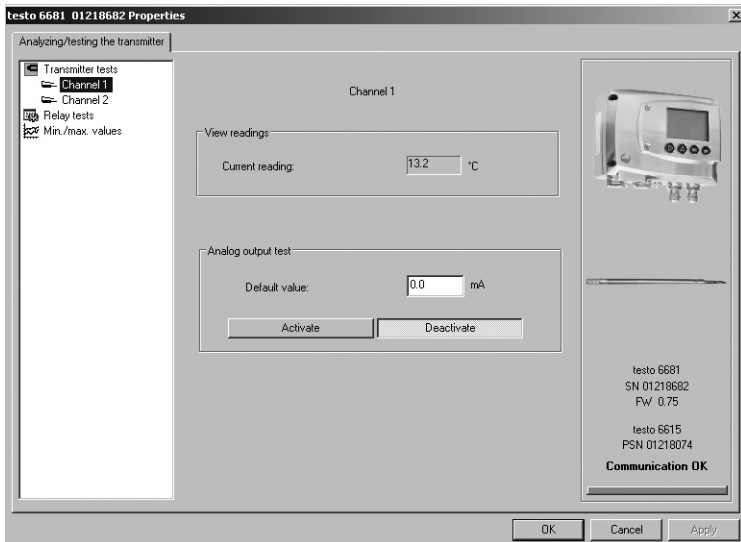 testo 6681 01218682 Properties
Analyzing/testing the transmitter
Transmitter tests
Channel 1
Channel 2
Relay tests
Min./max. values
Channel 1
View readings
Current reading:
13.2 °C
Analog output test
Default value:
0.0 mA
Activate
Deactivate
testo 6681
SN 01218682
FW 0.75
testo 6615
PSN 01218074
Communication OK
OK
Cancel
Apply